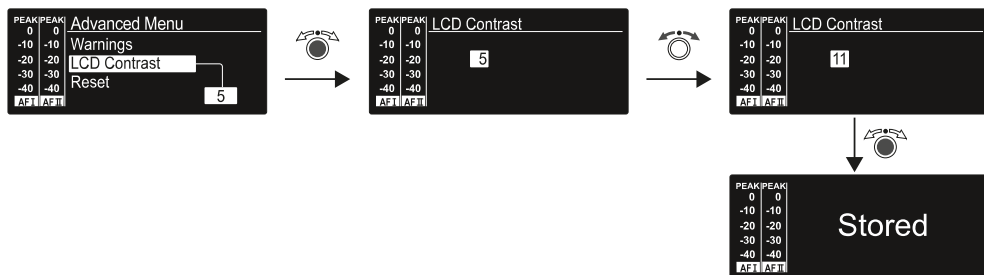 PEAK PEAK Advanced Menu
0 0
-10 -10 Warnings
-20 -20 LCD Contrast
-30 -30 Reset
-40 -40 5
AF I AF II
PEAK PEAK LCD Contrast
0 0
-10 -10
-20 -20 5
-30 -30
-40 -40
AF I AF II
PEAK PEAK LCD Contrast
0 0
-10 -10
-20 -20 11
-30 -30
-40 -40
AF I AF II
PEAK PEAK
0 0
-10 -10
-20 -20 Stored
-30 -30
-40 -40
AF I AF II